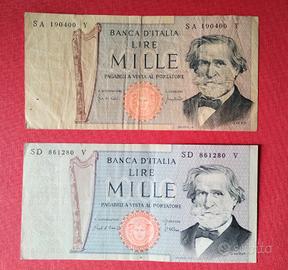 SA 190400 V
SA 190400 V
BANCA D'ITALIA
LIRE
MILLE
PAGABILI A VISTA AL PORTATORE
SD 861280 V
SD 861280 V
BANCA D'ITALIA
LIRE
MILLE
PAGABILI A VISTA AL PORTATORE
subito